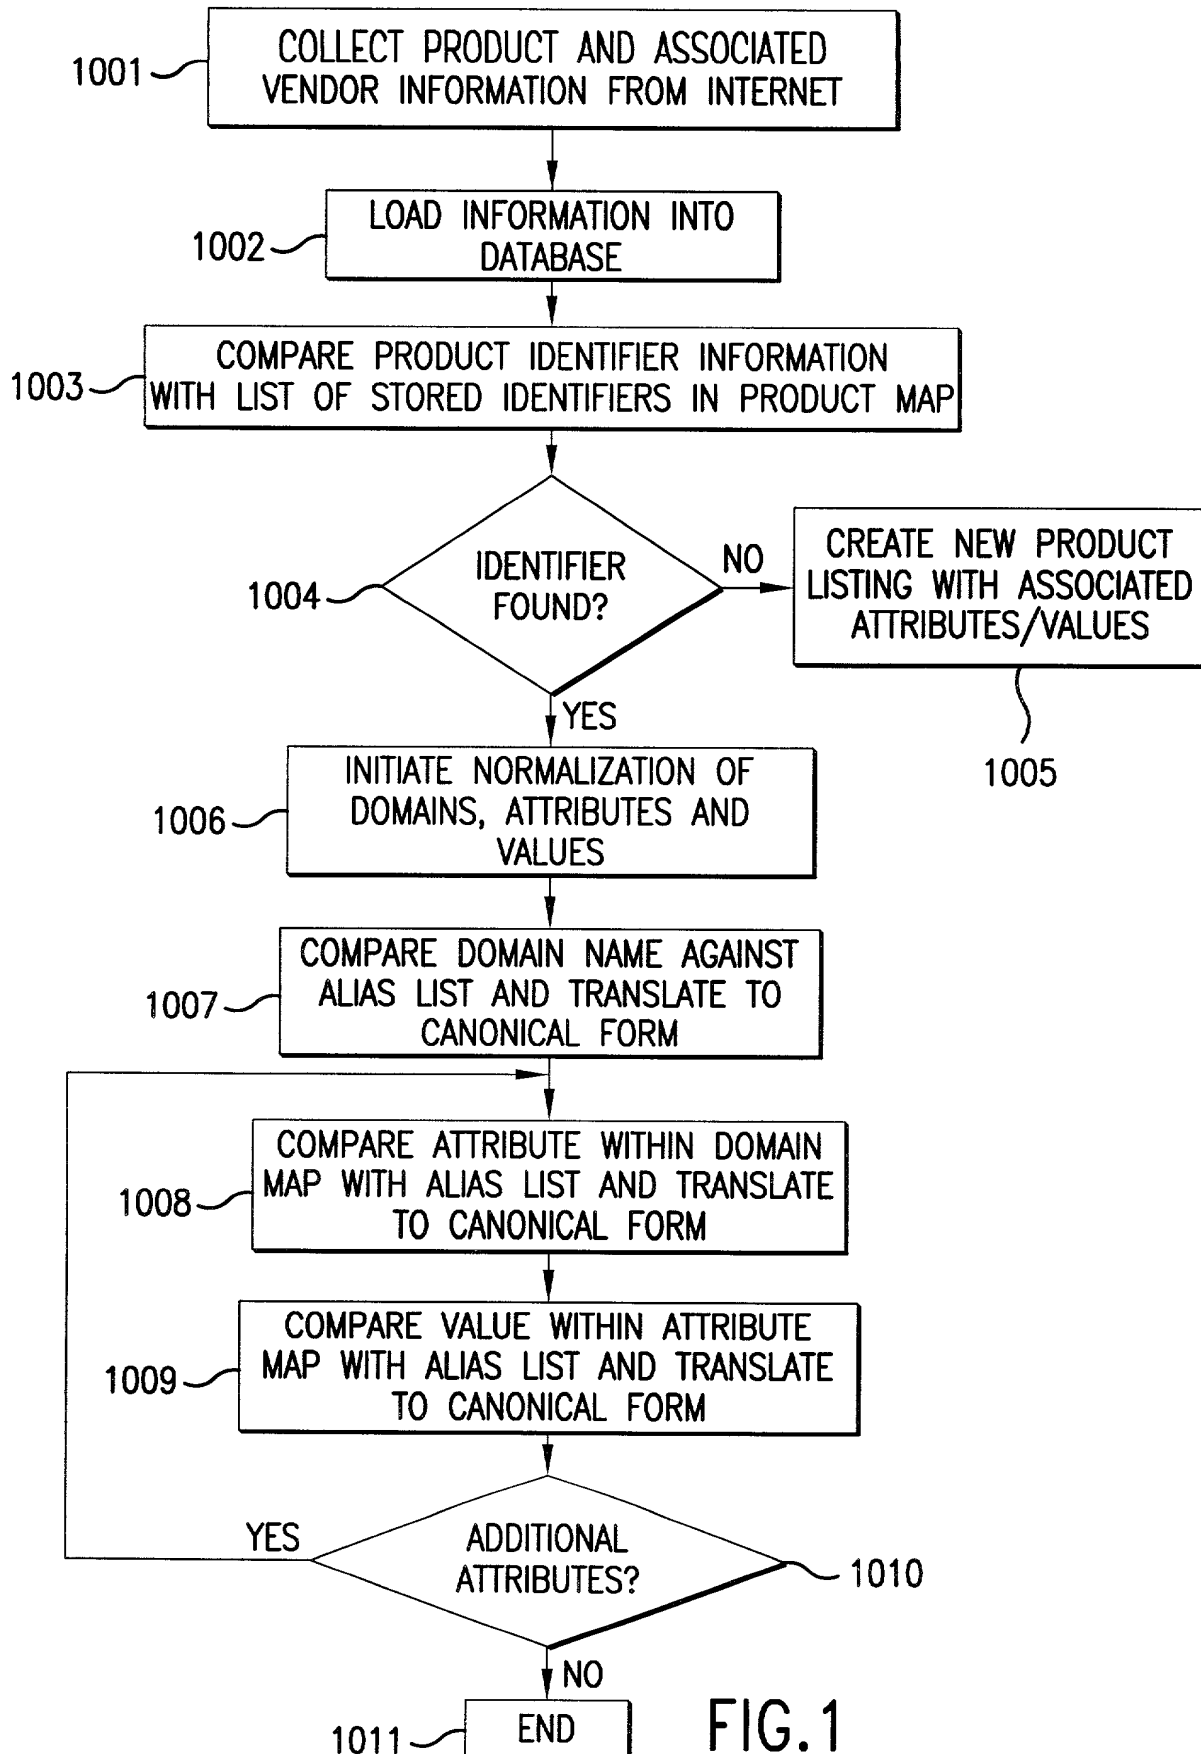 1001
COLLECT PRODUCT AND ASSOCIATED
VENDOR INFORMATION FROM INTERNET
1002
LOAD INFORMATION INTO
DATABASE
1003
COMPARE PRODUCT IDENTIFIER INFORMATION
WITH LIST OF STORED IDENTIFIERS IN PRODUCT MAP
1004
IDENTIFIER
FOUND?
NO
CREATE NEW PRODUCT
LISTING WITH ASSOCIATED
ATTRIBUTES/VALUES
1005
YES
1006
INITIATE NORMALIZATION OF
DOMAINS, ATTRIBUTES AND
VALUES
1007
COMPARE DOMAIN NAME AGAINST
ALIAS LIST AND TRANSLATE TO
CANONICAL FORM
1008
COMPARE ATTRIBUTE WITHIN DOMAIN
MAP WITH ALIAS LIST AND TRANSLATE
TO CANONICAL FORM
1009
COMPARE VALUE WITHIN ATTRIBUTE
MAP WITH ALIAS LIST AND TRANSLATE
TO CANONICAL FORM
YES
ADDITIONAL
ATTRIBUTES?
1010
NO
1011
END
FIG.1